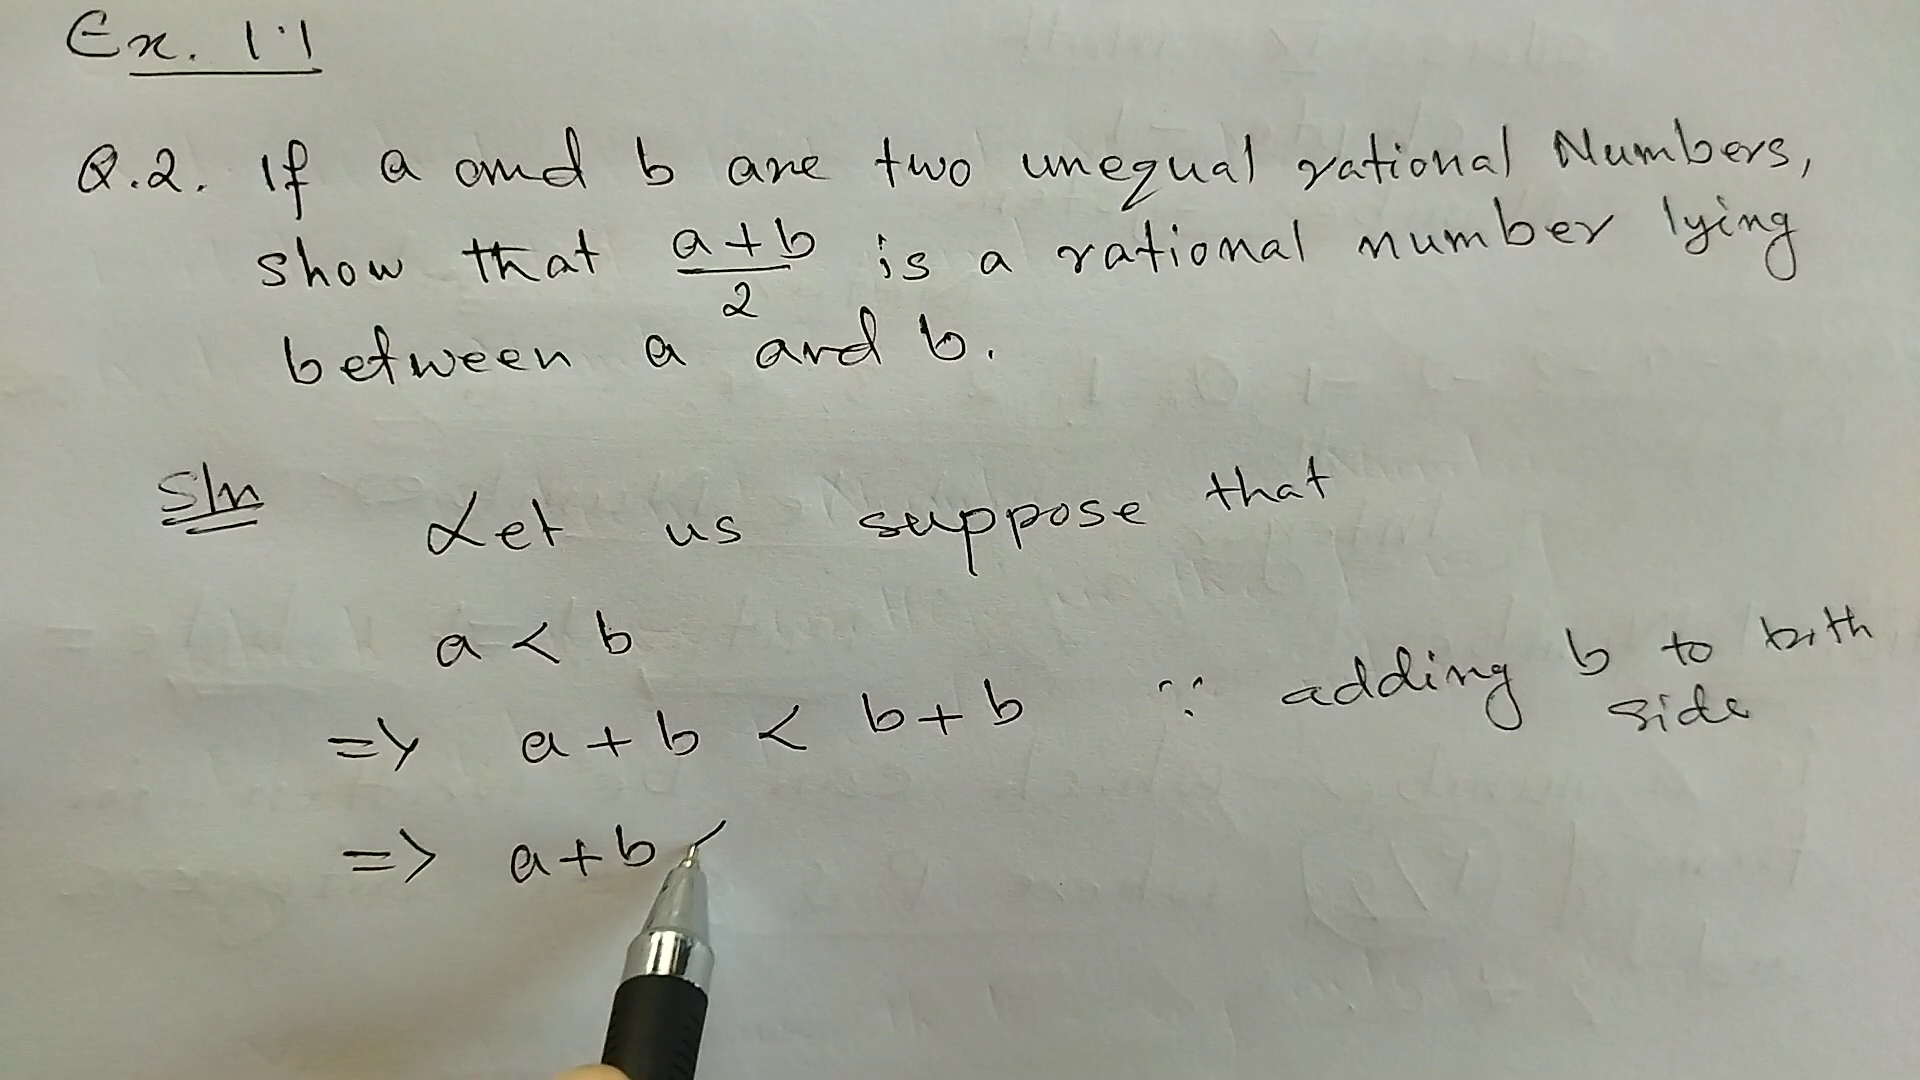 Ex. 1.1
Q.2. If a and b are two unequal rational Numbers,
show that a+b/2 is a rational number lying
between a and b.
Sln Let us suppose that
a < b
=> a + b < b + b ∵ adding b to both
side
=> a + b <